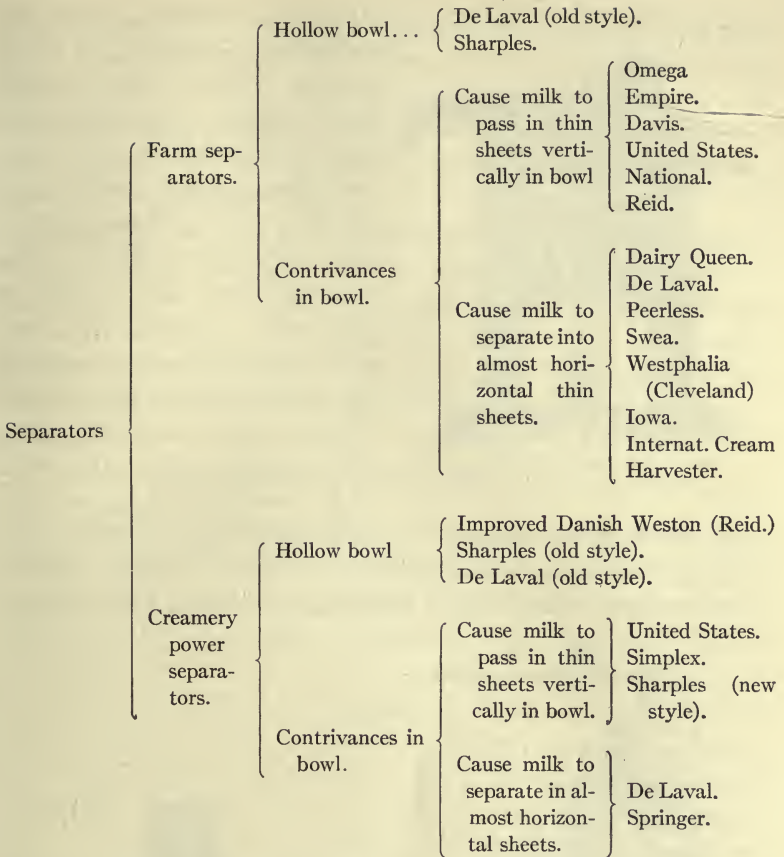 Separators
Farm sep-
arators.
Hollow bowl...
De Laval (old style).
Sharples.
Contrivances
in bowl.
Cause milk to
pass in thin
sheets verti-
cally in bowl
Omega
Empire.
Davis.
United States.
National.
Reid.
Cause milk to
separate into
almost hori-
zontal thin
sheets.
Dairy Queen.
De Laval.
Peerless.
Swea.
Westphalia
(Cleveland)
Iowa.
Internat. Cream
Harvester.
Creamery
power
separa-
tors.
Hollow bowl
Improved Danish Weston (Reid.)
Sharples (old style).
De Laval (old style).
Contrivances in
bowl.
Cause milk to
pass in thin
sheets verti-
cally in bowl.
United States.
Simplex.
Sharples (new
style).
Cause milk to
separate in al-
most horizon-
tal sheets.
De Laval.
Springer.